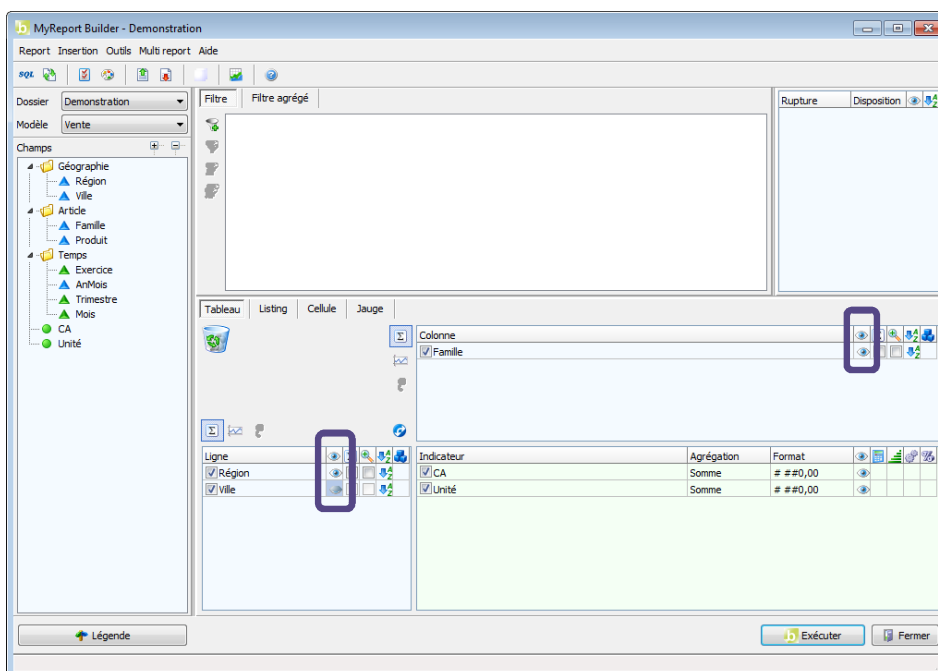 MyReport Builder - Demonstration
Report Insertion Outils Multi report Aide
SQL
Dossier Demonstration
Modèle Vente
Champs
Géographie
Région
Ville
Article
Famille
Produit
Temps
Exercice
AnMois
Trimestre
Mois
CA
Unité
Légende
Filtre Filtre agrégé
Rupture Disposition
Tableau Listing Cellule Jauge
Colonne
Famille
Ligne
Région
Ville
Indicateur Agrégation Format
CA Somme # ##0,00
Unité Somme # ##0,00
Exécuter Fermer